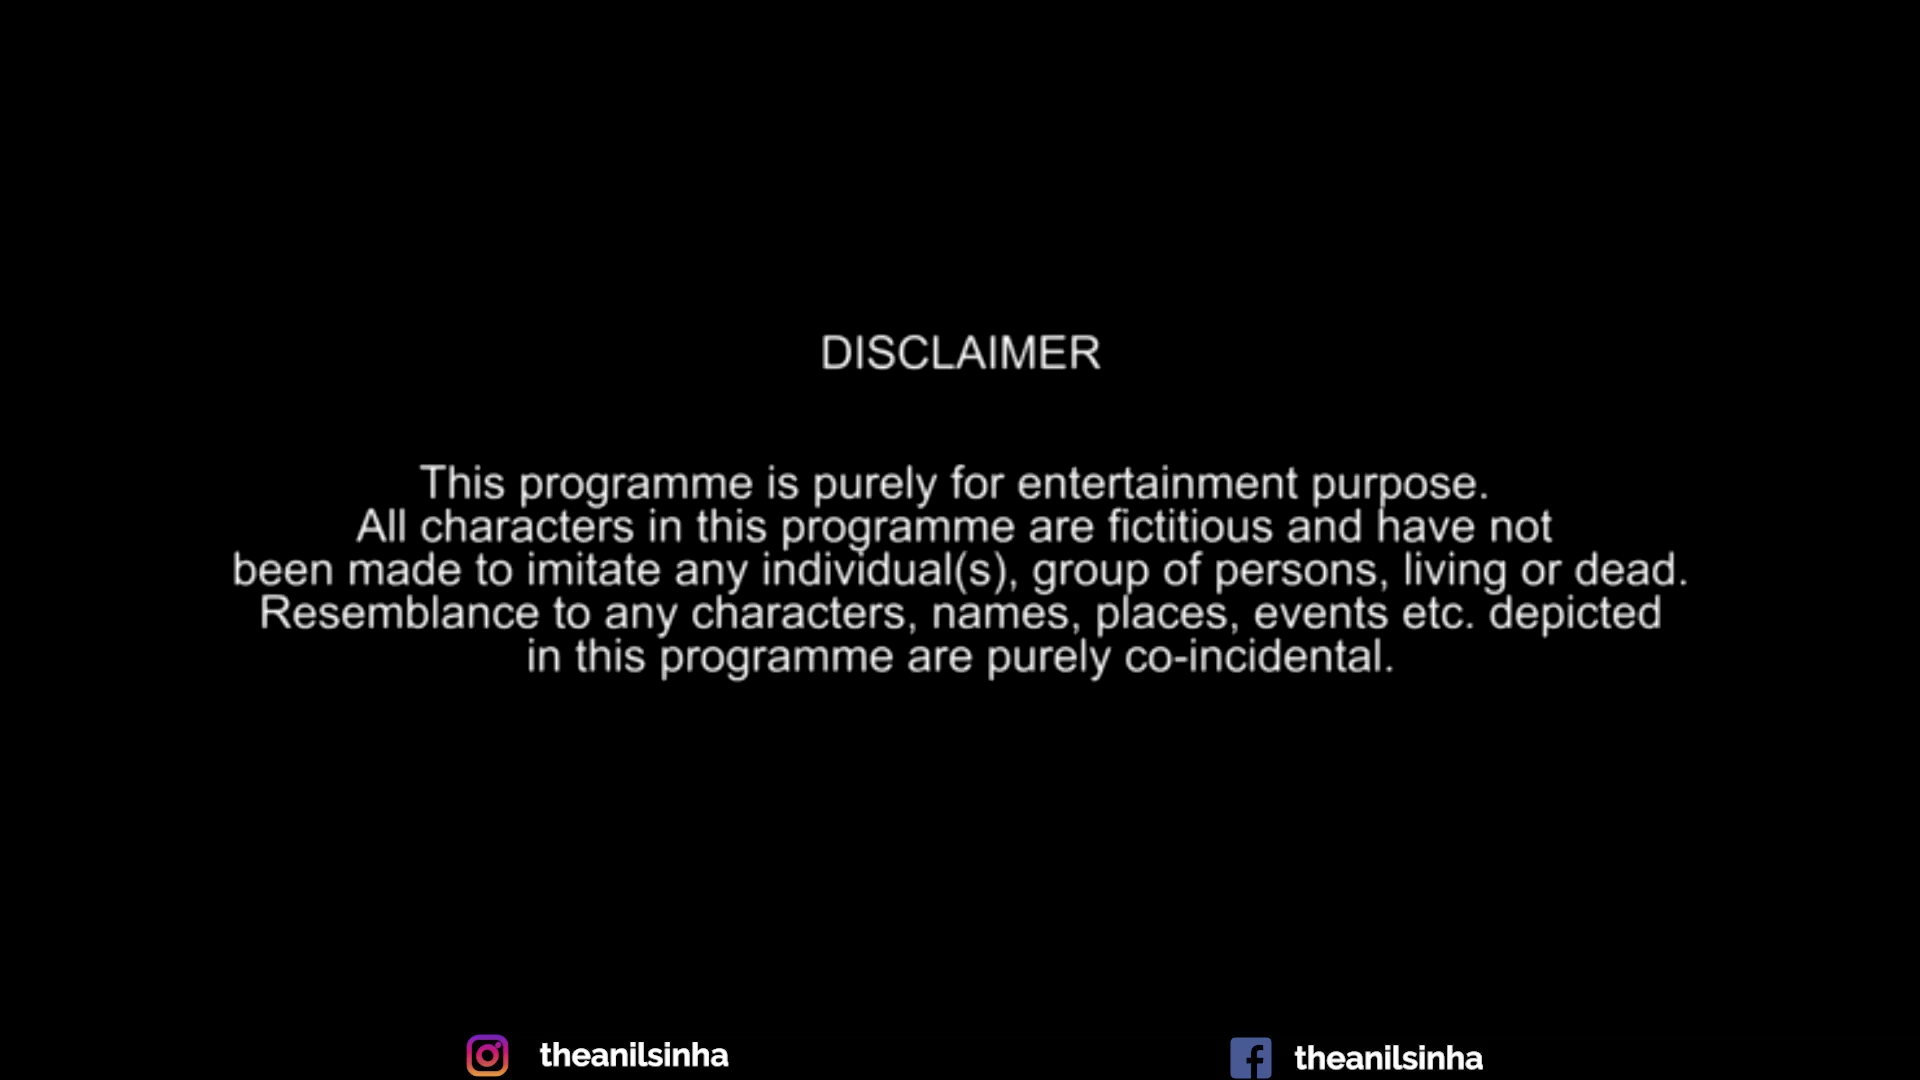 DISCLAIMER
This programme is purely for entertainment purpose.
All characters in this programme are fictitious and have not
been made to imitate any individual(s), group of persons, living or dead.
Resemblance to any characters, names, places, events etc. depicted
in this programme are purely co-incidental.
theanilsinha
theanilsinha